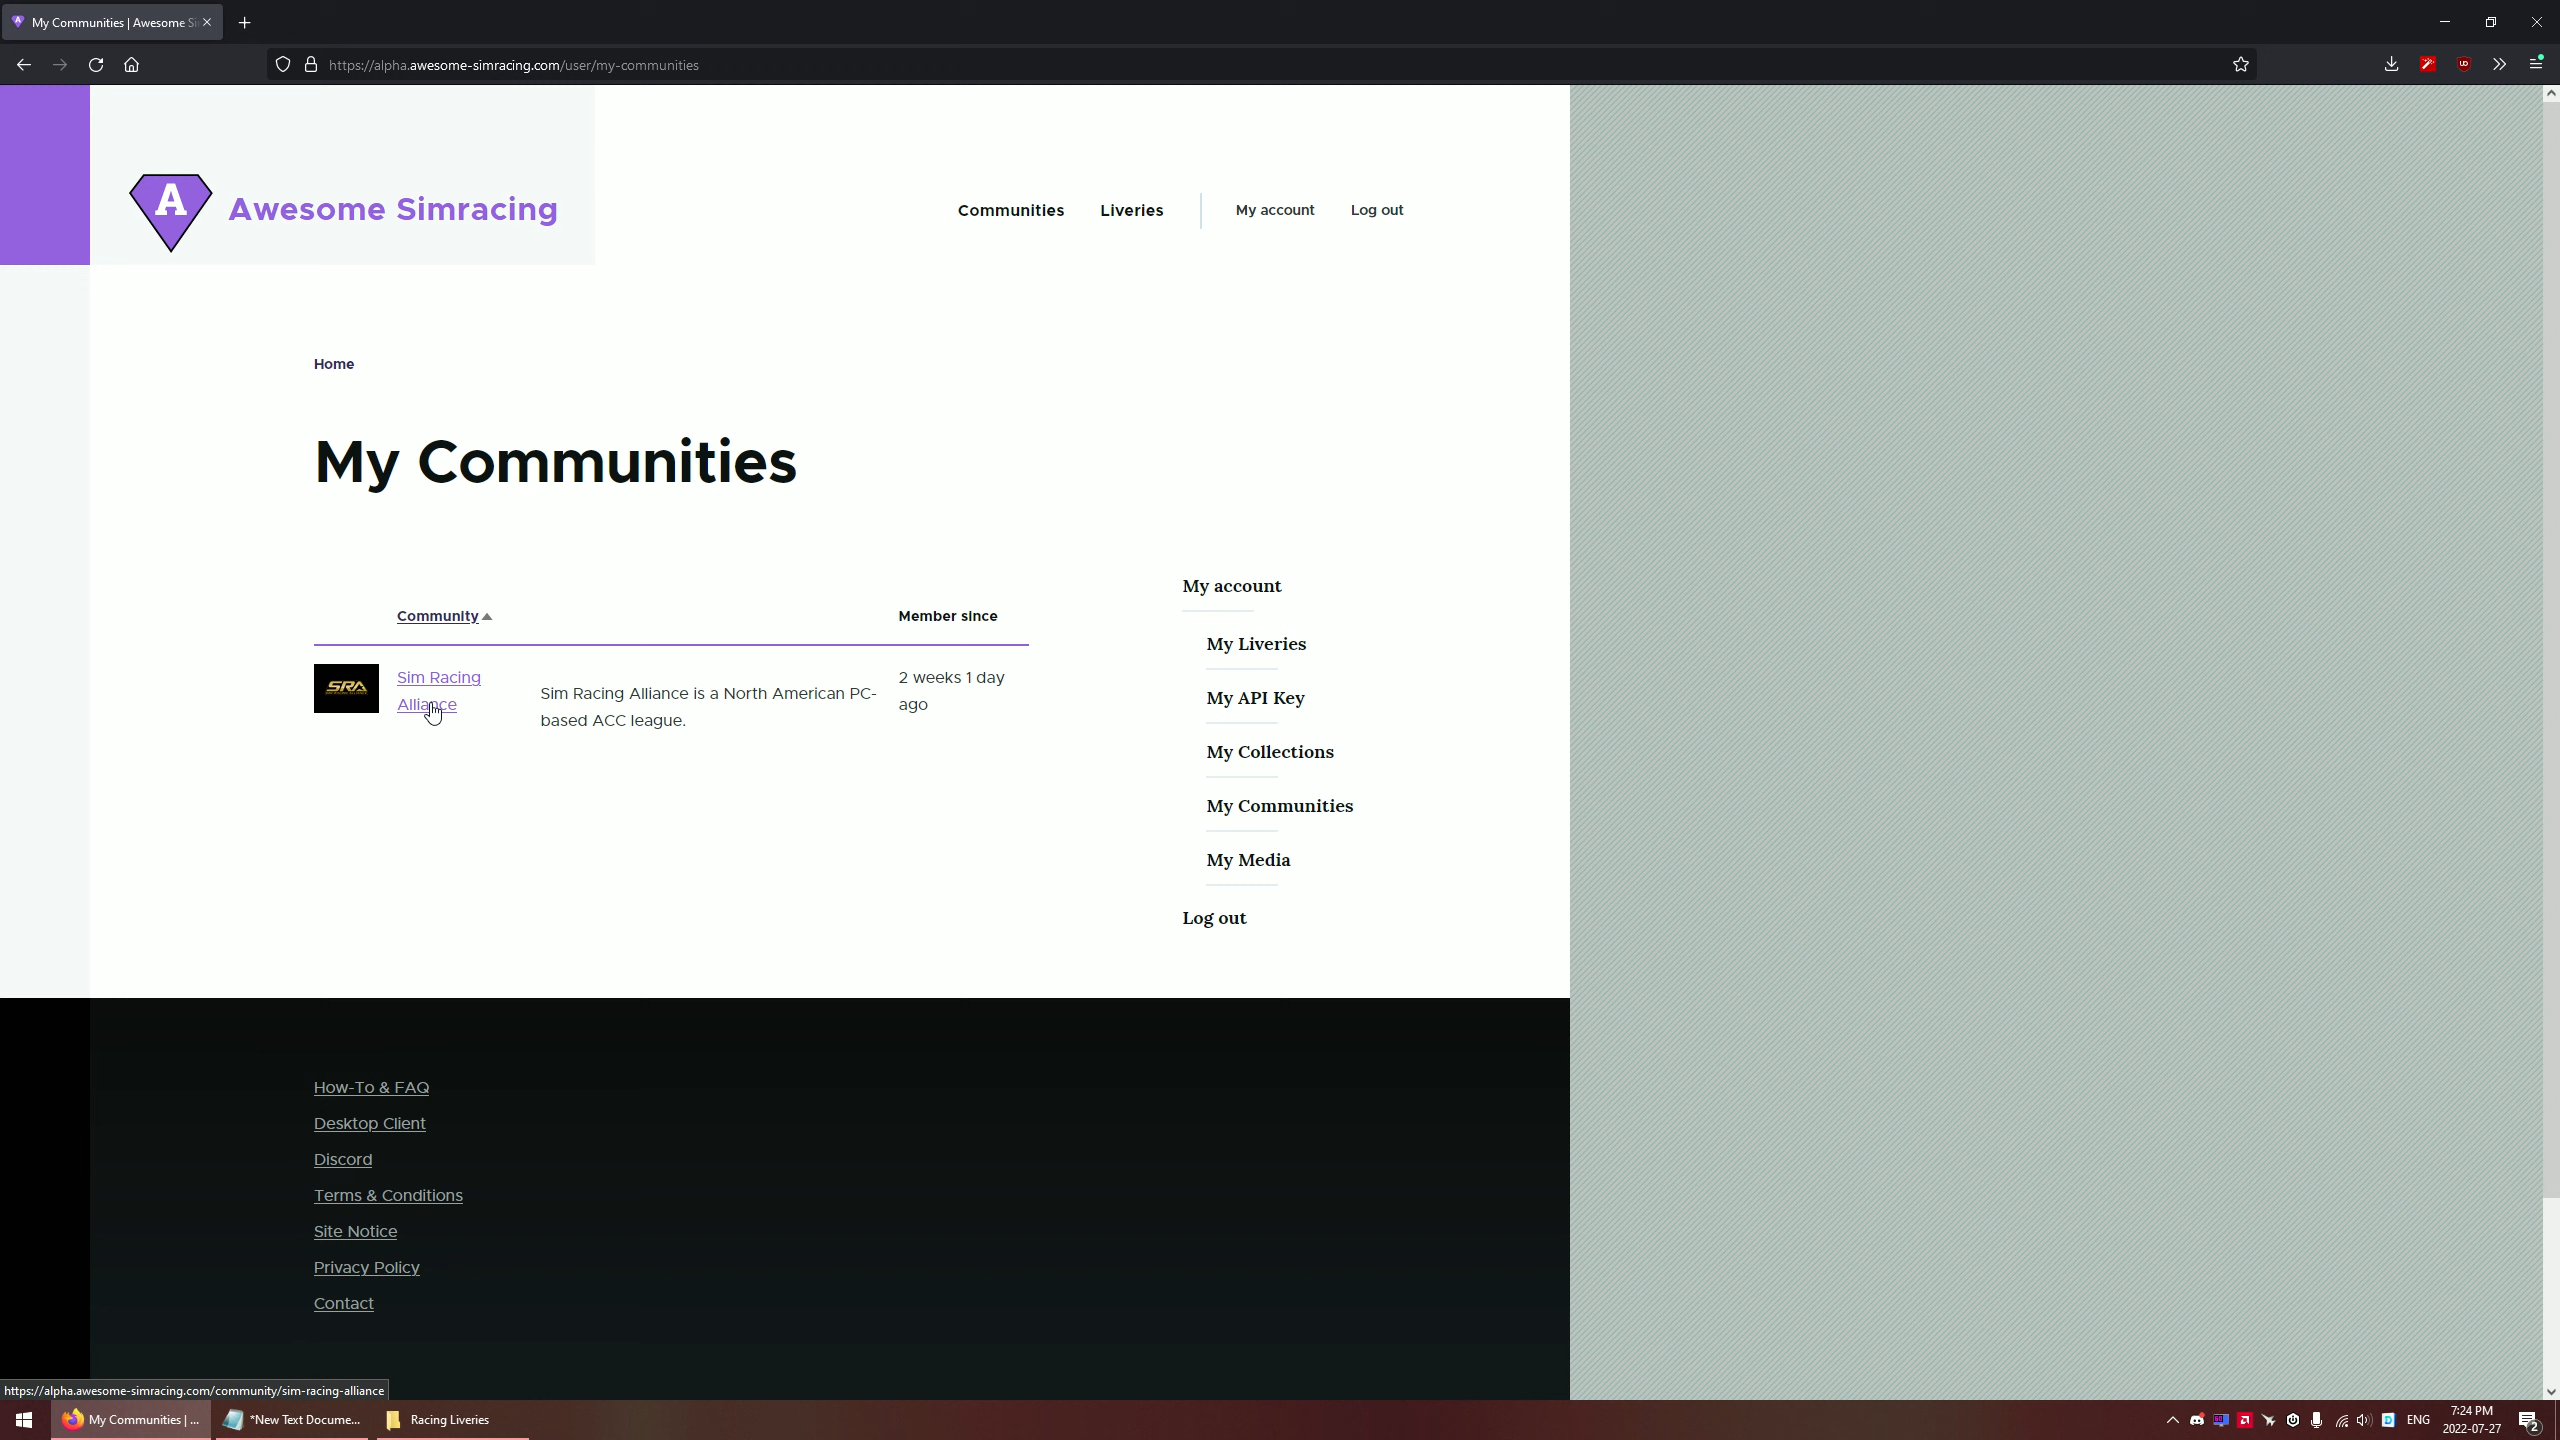 My Communities | Awesome Si
https://alpha.awesome-simracing.com/user/my-communities
A
Awesome Simracing
Communities
Liveries
My account
Log out
Home
My Communities
Community
Member since
SRA
Sim Racing
Alliance
Sim Racing Alliance is a North American PC-
based ACC league.
2 weeks 1 day
ago
My account
My Liveries
My API Key
My Collections
My Communities
My Media
Log out
How-To & FAQ
Desktop Client
Discord
Terms & Conditions
Site Notice
Privacy Policy
Contact
https://alpha.awesome-simracing.com/community/sim-racing-alliance
My Communities | ...
*New Text Docume...
Racing Liveries
ENG
7:24 PM
2022-07-27
2